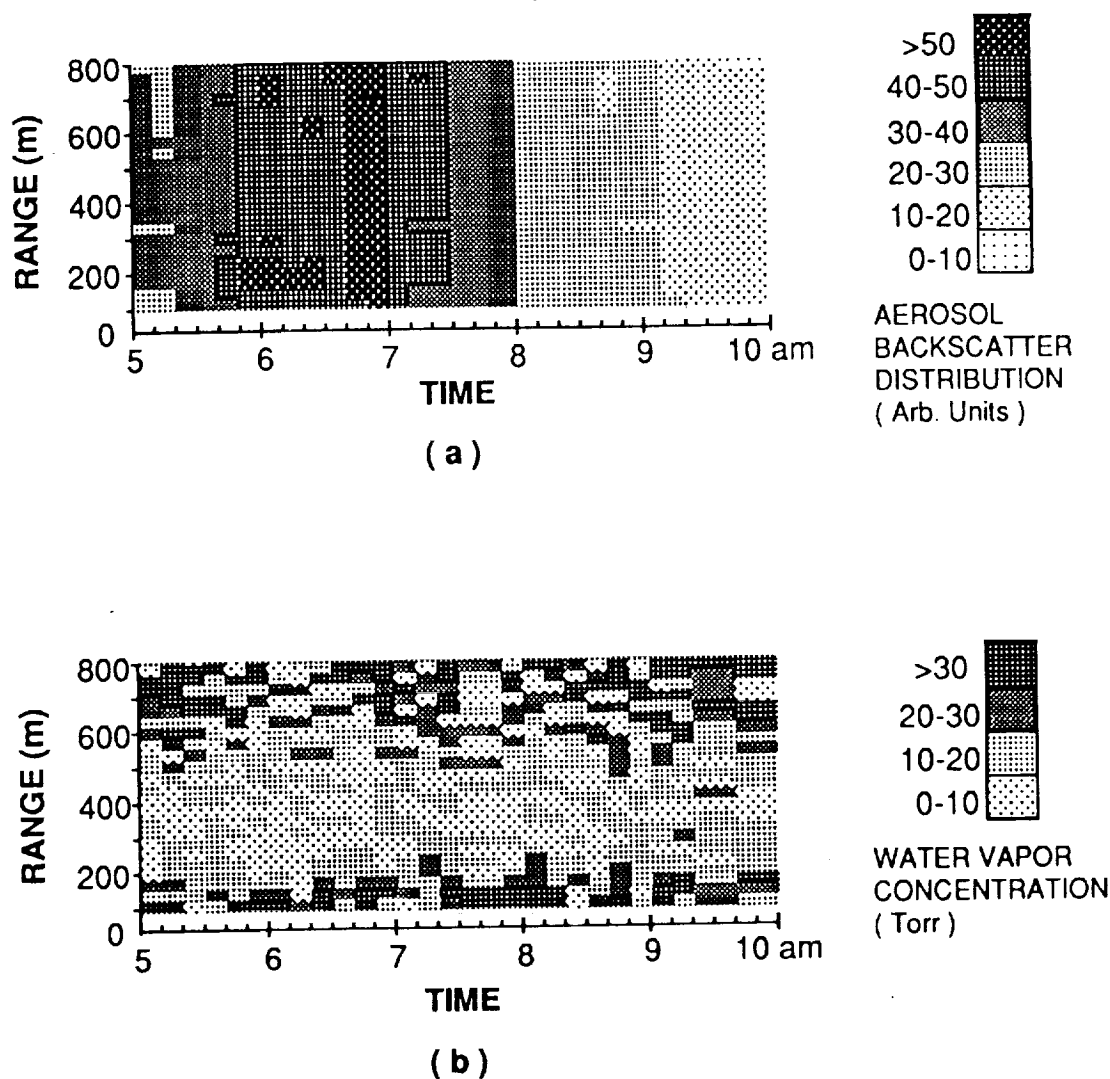 800
600
400
200
0
RANGE (m)
5 6 7 8 9 10 am
TIME
( a )
>50
40-50
30-40
20-30
10-20
0-10
AEROSOL
BACKSCATTER
DISTRIBUTION
( Arb. Units )
800
600
400
200
0
RANGE (m)
5 6 7 8 9 10 am
TIME
( b )
>30
20-30
10-20
0-10
WATER VAPOR
CONCENTRATION
( Torr )